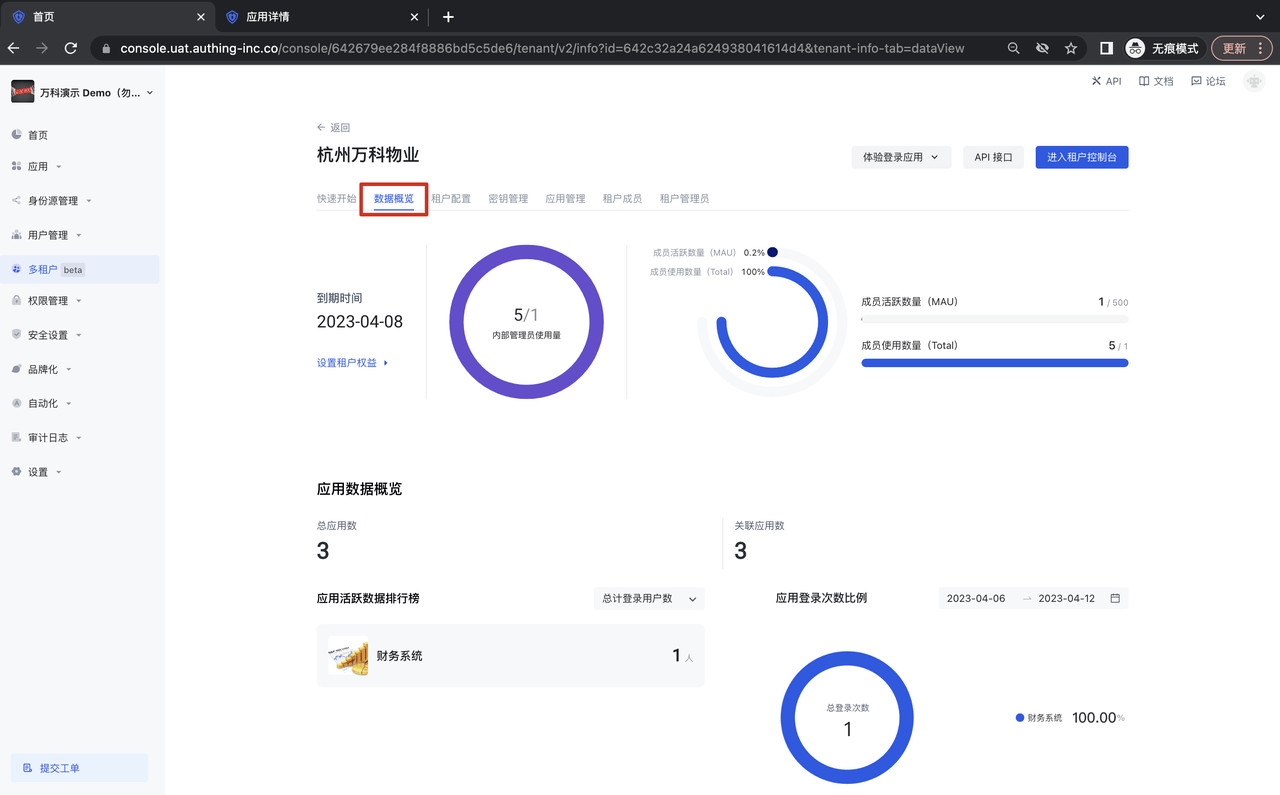 首页
应用详情
console.uat.authing-inc.co/console/642679ee284f8886bd5c5de6/tenant/v2/info?id=642c32a24a624938041614d4&tenant-info-tab=dataView
无痕模式
更新
万科演示 Demo（勿...
API
文档
论坛
首页
应用
身份源管理
用户管理
多租户 beta
权限管理
安全设置
品牌化
自动化
审计日志
设置
提交工单
返回
杭州万科物业
体验登录应用
API 接口
进入租户控制台
快速开始
数据概览
租户配置
密钥管理
应用管理
租户成员
租户管理员
到期时间
2023-04-08
设置租户权益
5/1
内部管理员使用量
成员活跃数量（MAU） 0.2%
成员使用数量（Total） 100%
成员活跃数量（MAU） 1 / 500
成员使用数量（Total） 5 / 1
应用数据概览
总应用数
3
关联应用数
3
应用活跃数据排行榜
总计登录用户数
财务系统
1 人
应用登录次数比例
2023-04-06 → 2023-04-12
总登录次数
1
财务系统 100.00%